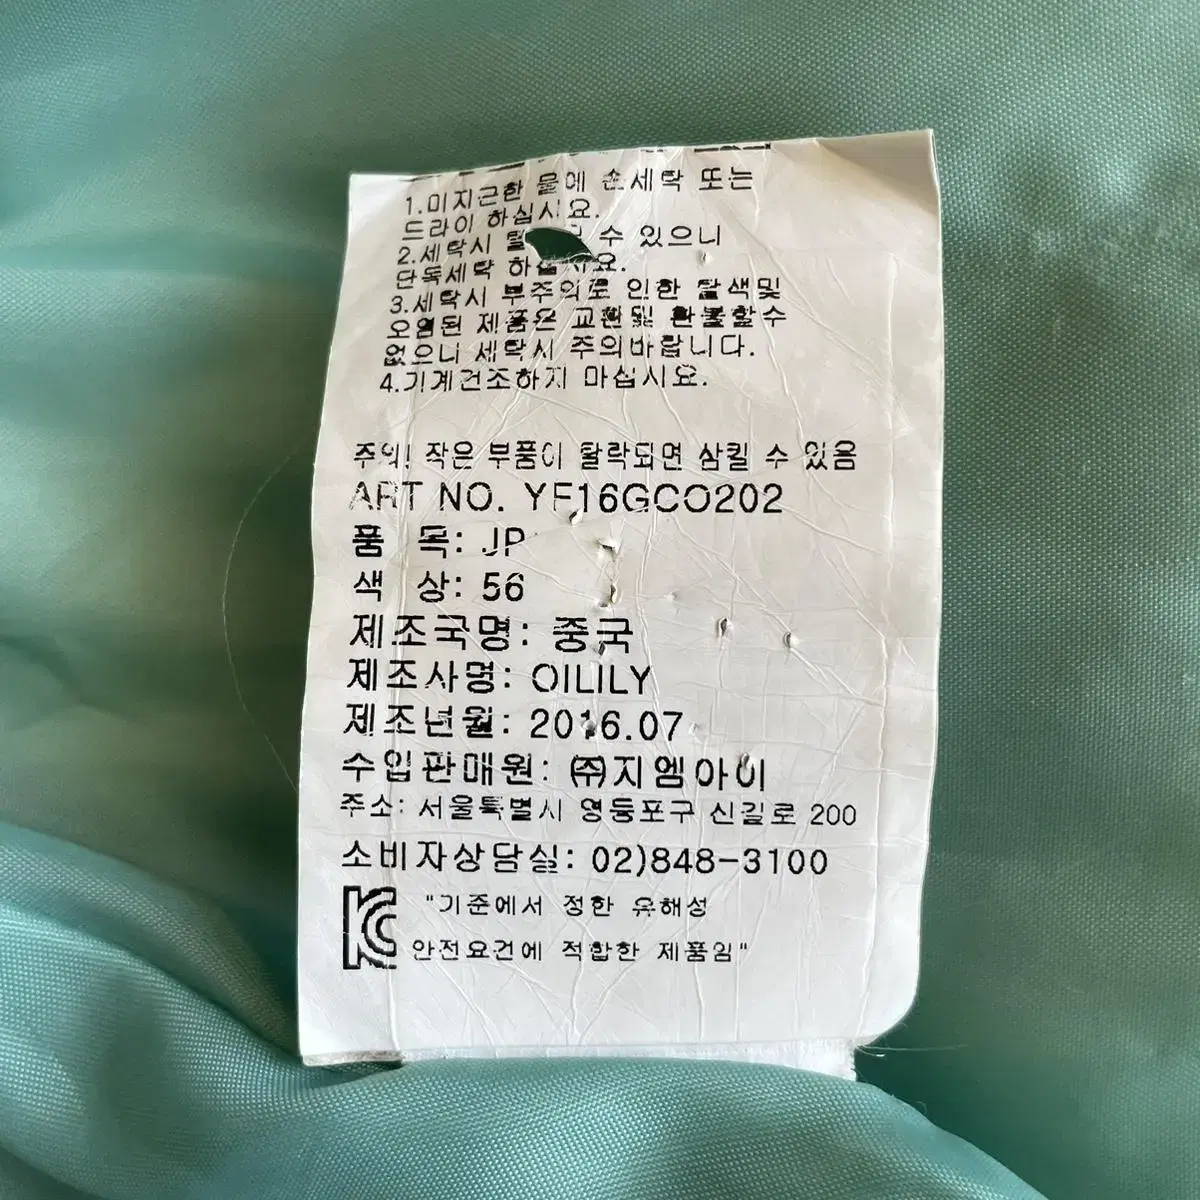 1.미지근한 물에 손세탁 또는
드라이 하십시요.
2.세탁시 수 있으니
단독세탁 하십시요.
3.세탁시 부주의로 인한 탈색및
오염된 제품은 교환및 환불할수
없으니 세탁시 주의바랍니다.
4.기계건조하지 마십시요.
주의! 작은 부품이 탈락되면 삼킬 수 있음
ART NO. YF16GCO202
품 목: JP
색 상: 56
제조국명: 중국
제조사명: OILILY
제조년월: 2016.07
수입판매원: ㈜지엠아이
주소: 서울특별시 영등포구 신길로 200
소비자상담실: 02)848-3100
"기준에서 정한 유해성
안전요건에 적합한 제품임"